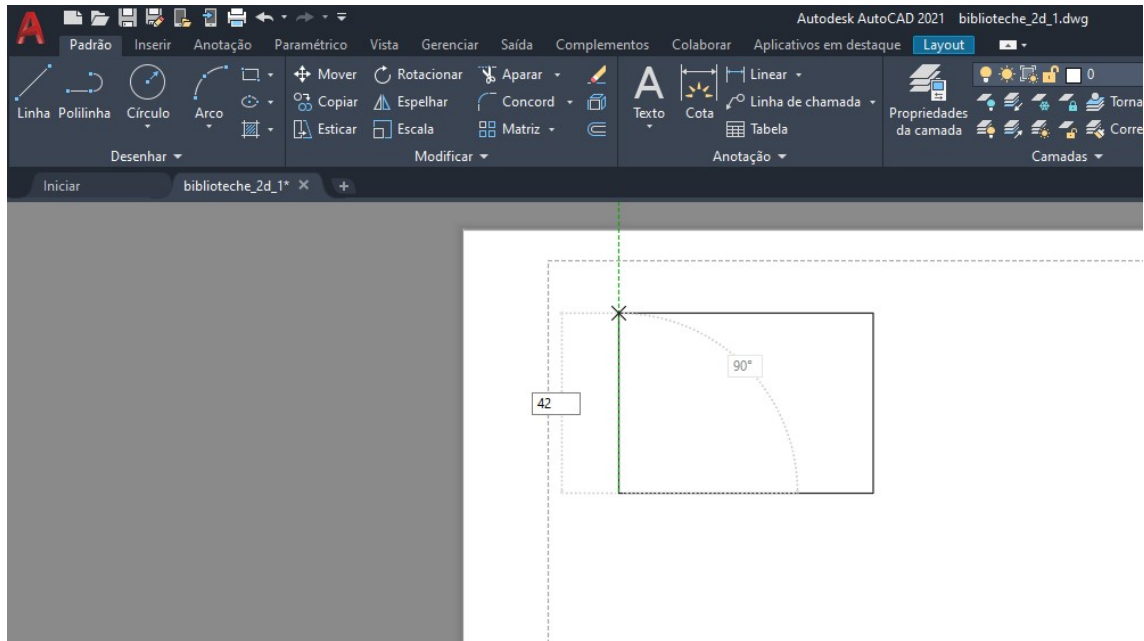 Autodesk AutoCAD 2021 biblioteche_2d_1.dwg
Padrão Inserir Anotação Paramétrico Vista Gerenciar Saída Complementos Colaborar Aplicativos em destaque Layout
Linha Polilinha Círculo Arco
Mover Rotacionar Aparar
Copiar Espelhar Concord
Esticar Escala Matriz
Desenhar Modificar
A
Texto Cota
Linear
Linha de chamada
Tabela
Anotação
Propriedades
da camada
0
Torna
Corre
Camadas
Iniciar biblioteche_2d_1*
90°
42